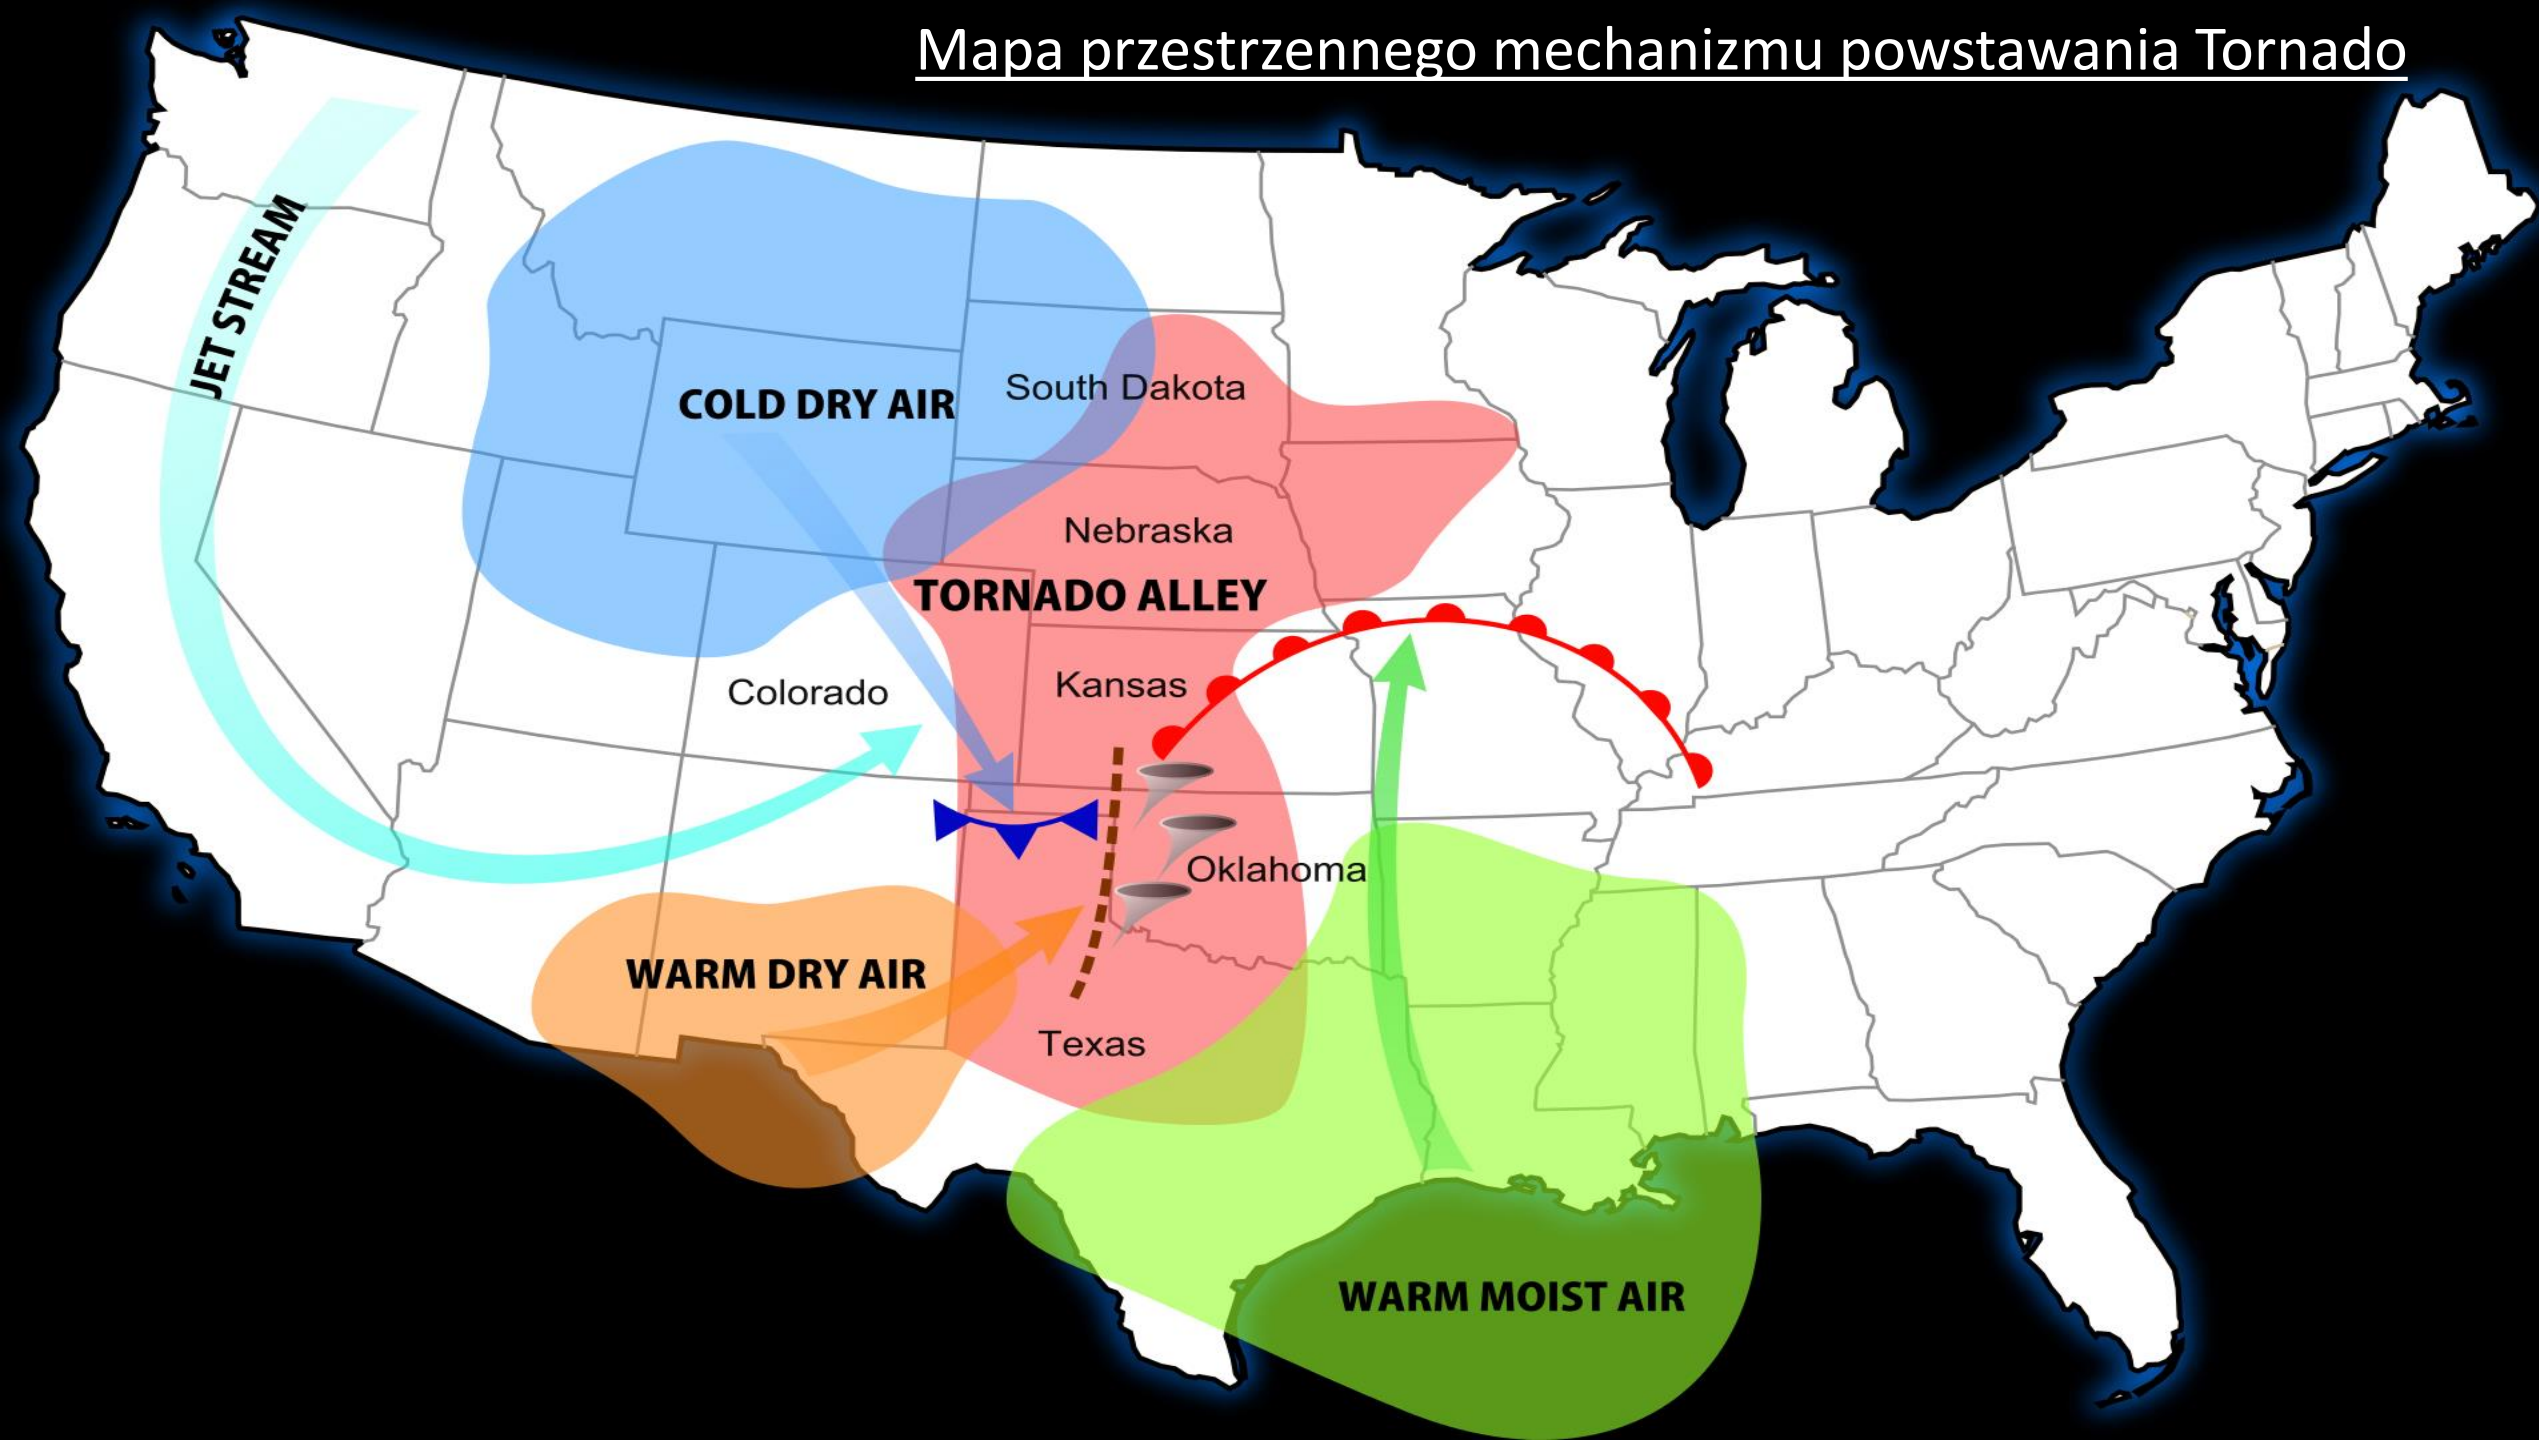 Mapa przestrzennego mechanizmu powstawania Tornado
JET STREAM
COLD DRY AIR
South Dakota
Nebraska
TORNADO ALLEY
Colorado
Kansas
Oklahoma
WARM DRY AIR
Texas
WARM MOIST AIR